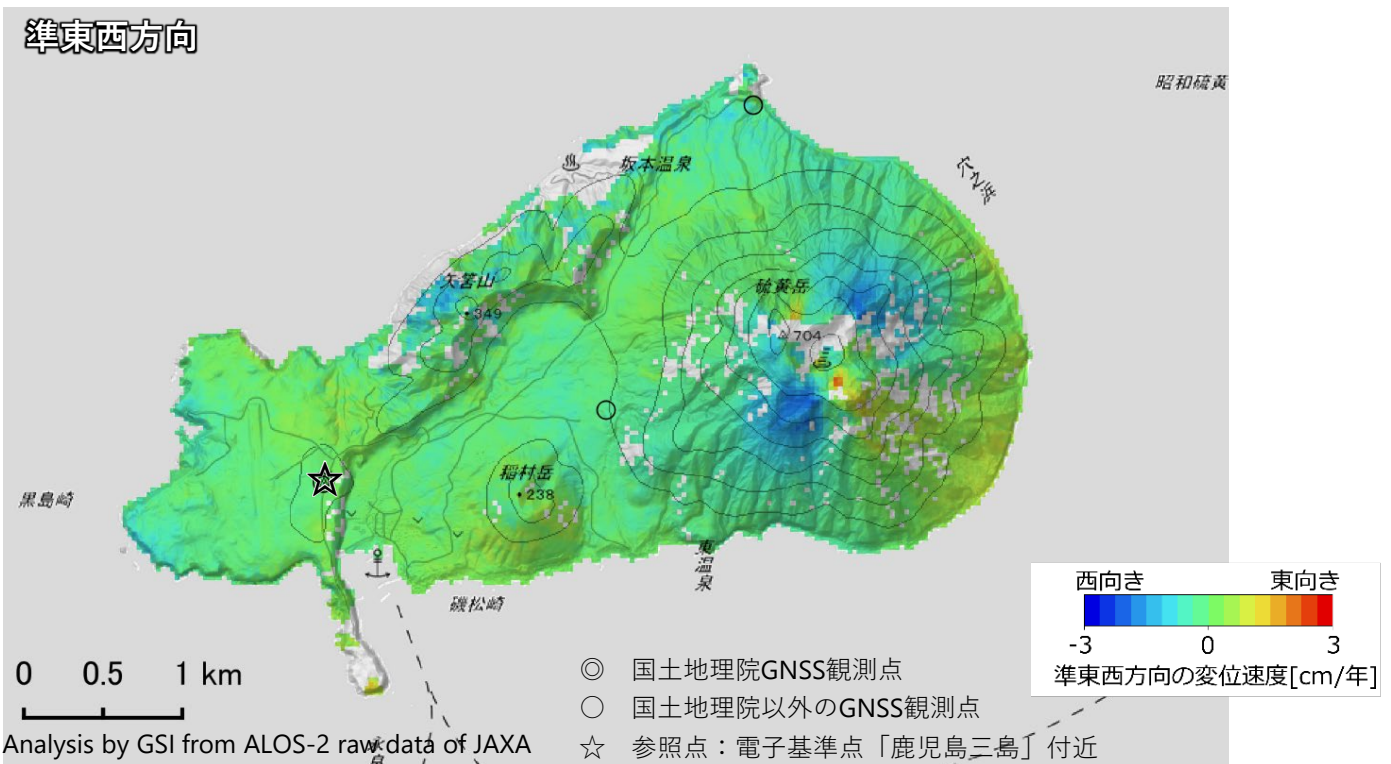 準東西方向
昭和硫黄
穴之浜
坂本温泉
矢筈山
349
硫黄岳
704
稲村岳
238
黒島崎
東温泉
磯松崎
西向き 東向き
-3 0 3
準東西方向の変位速度[cm/年]
0 0.5 1 km
◎ 国土地理院GNSS観測点
○ 国土地理院以外のGNSS観測点
Analysis by GSI from ALOS-2 raw data of JAXA
☆ 参照点：電子基準点「鹿児島三島」付近